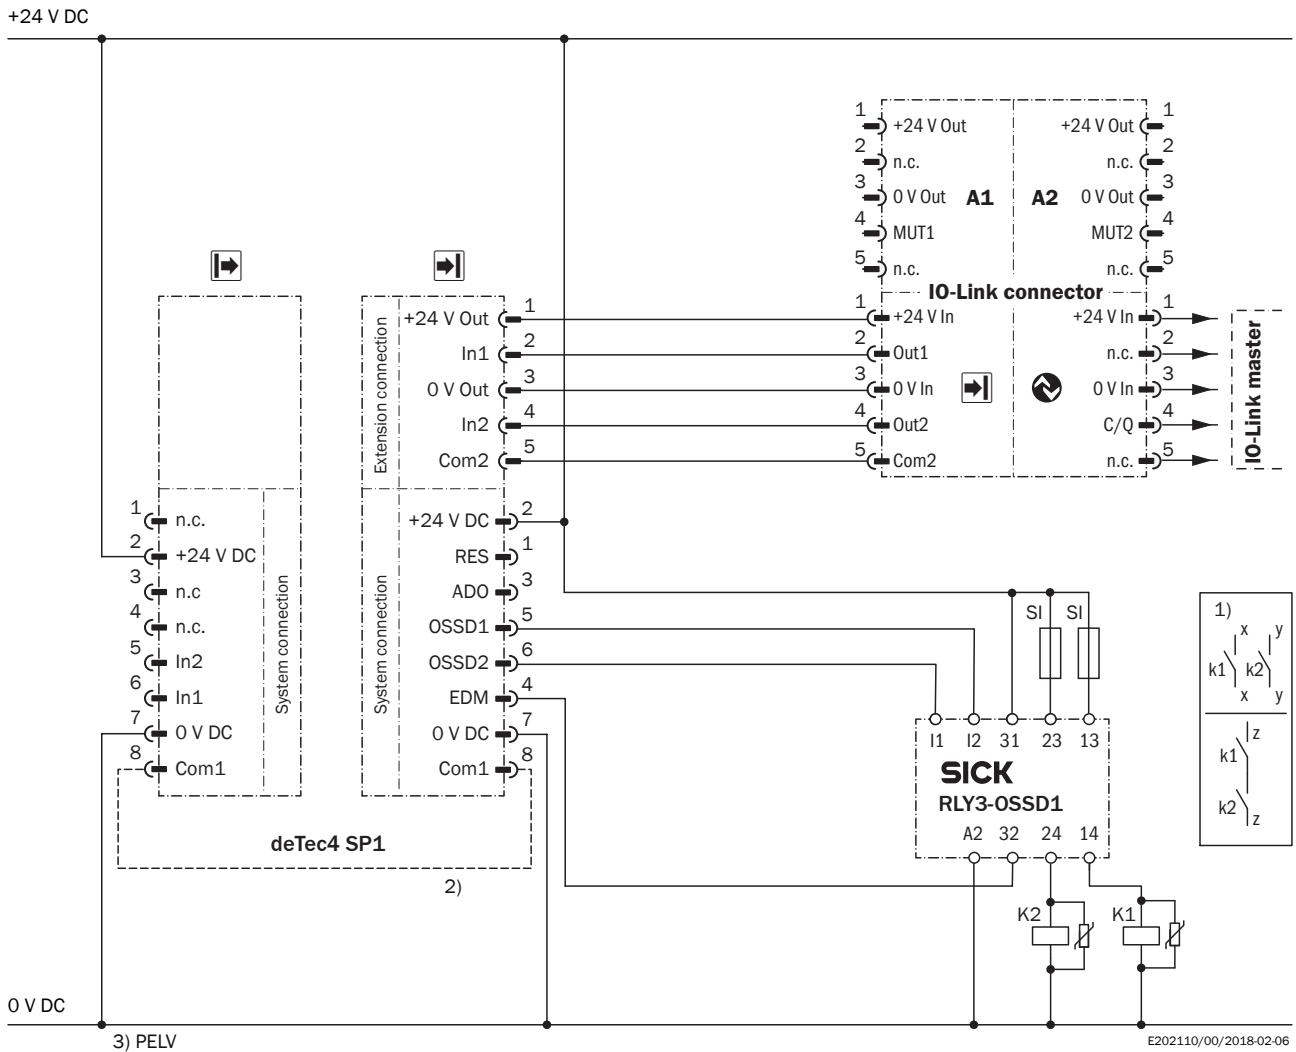 +24 V DC
1 +24 V Out
2 n.c.
3 0 V Out
4 MUT1
5 n.c.
A1
A2
+24 V Out 1
n.c. 2
0 V Out 3
MUT2 4
n.c. 5
IO-Link connector
1 +24 V In
2 Out1
3 0 V In
4 Out2
5 Com2
+24 V In 1
n.c. 2
0 V In 3
C/Q 4
n.c. 5
IO-Link master
Extension connection
+24 V Out 1
In1 2
0 V Out 3
In2 4
Com2 5
1 n.c.
2 +24 V DC
3 n.c
4 n.c.
5 In2
6 In1
7 0 V DC
8 Com1
System connection
System connection
+24 V DC 2
RES 1
ADO 3
OSSD1 5
OSSD2 6
EDM 4
0 V DC 7
Com1 8
deTec4 SP1
2)
SI SI
I1 I2 31 23 13
SICK
RLY3-OSSD1
A2 32 24 14
K2 K1
1)
x y
k1 k2
x y
z
k1
k2
z
0 V DC
3) PELV
E202110/00/2018-02-06